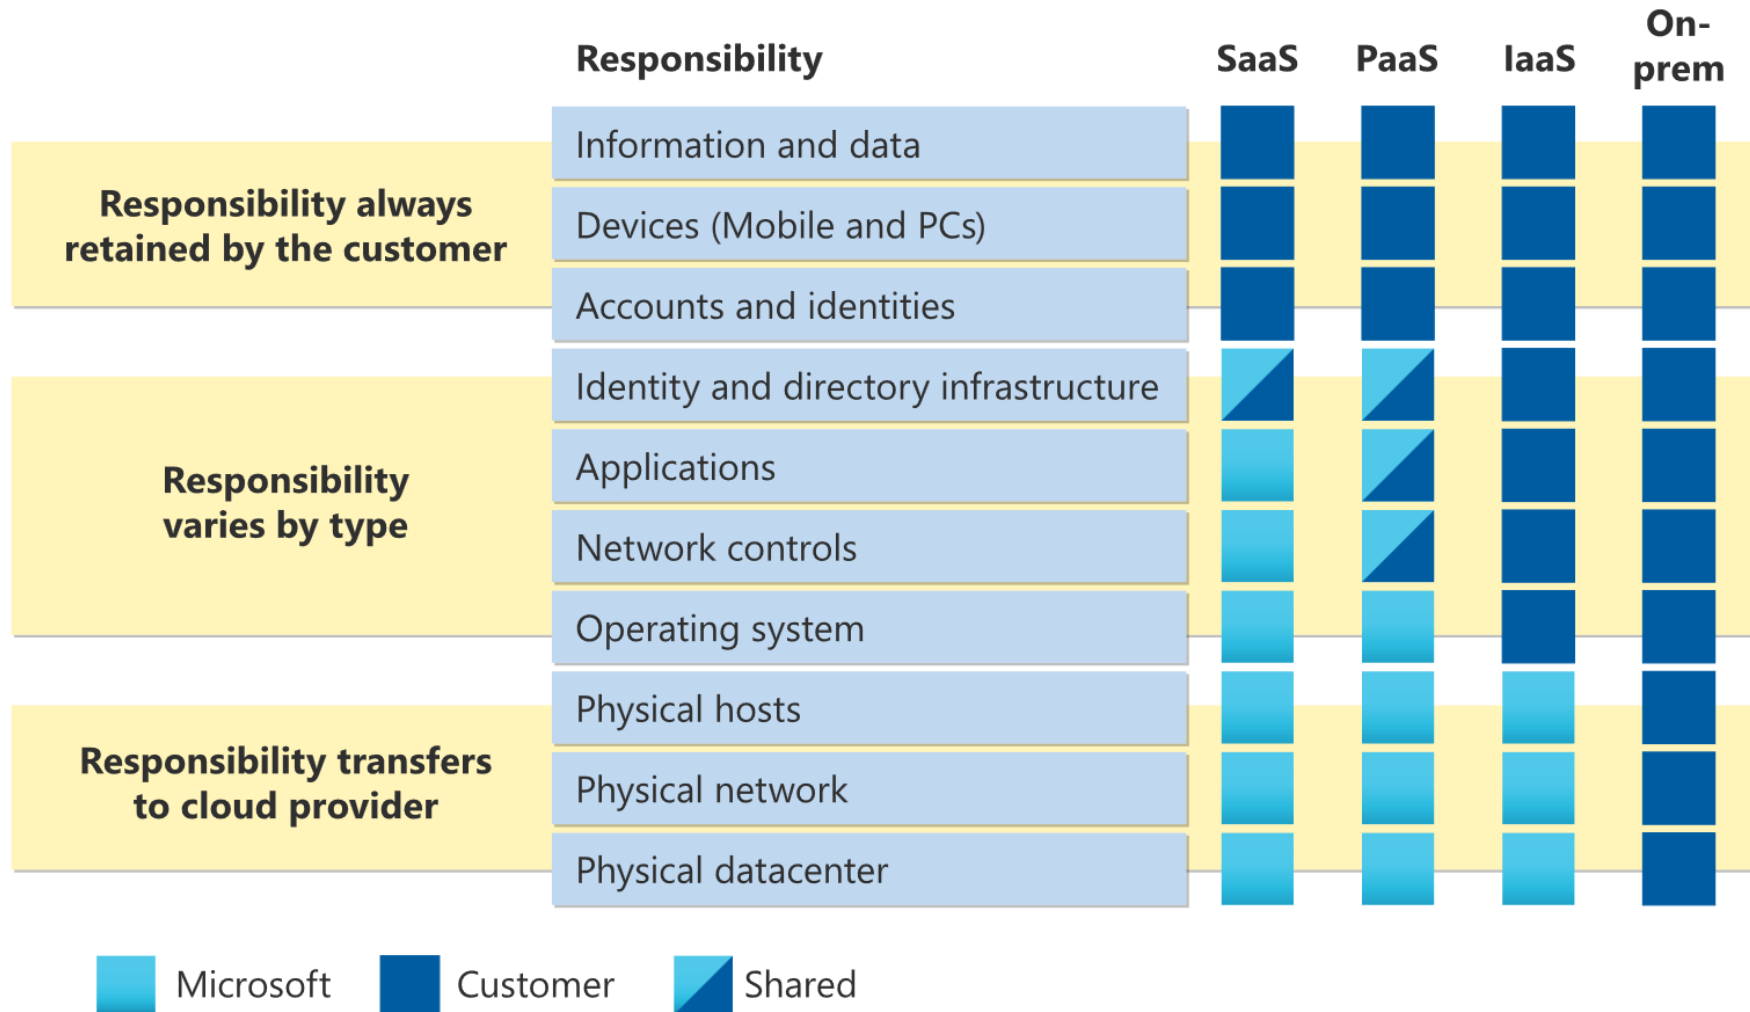 Responsibility
SaaS
PaaS
IaaS
On-
prem
Responsibility always
retained by the customer
Information and data
Devices (Mobile and PCs)
Accounts and identities
Responsibility
varies by type
Identity and directory infrastructure
Applications
Network controls
Operating system
Responsibility transfers
to cloud provider
Physical hosts
Physical network
Physical datacenter
Microsoft
Customer
Shared